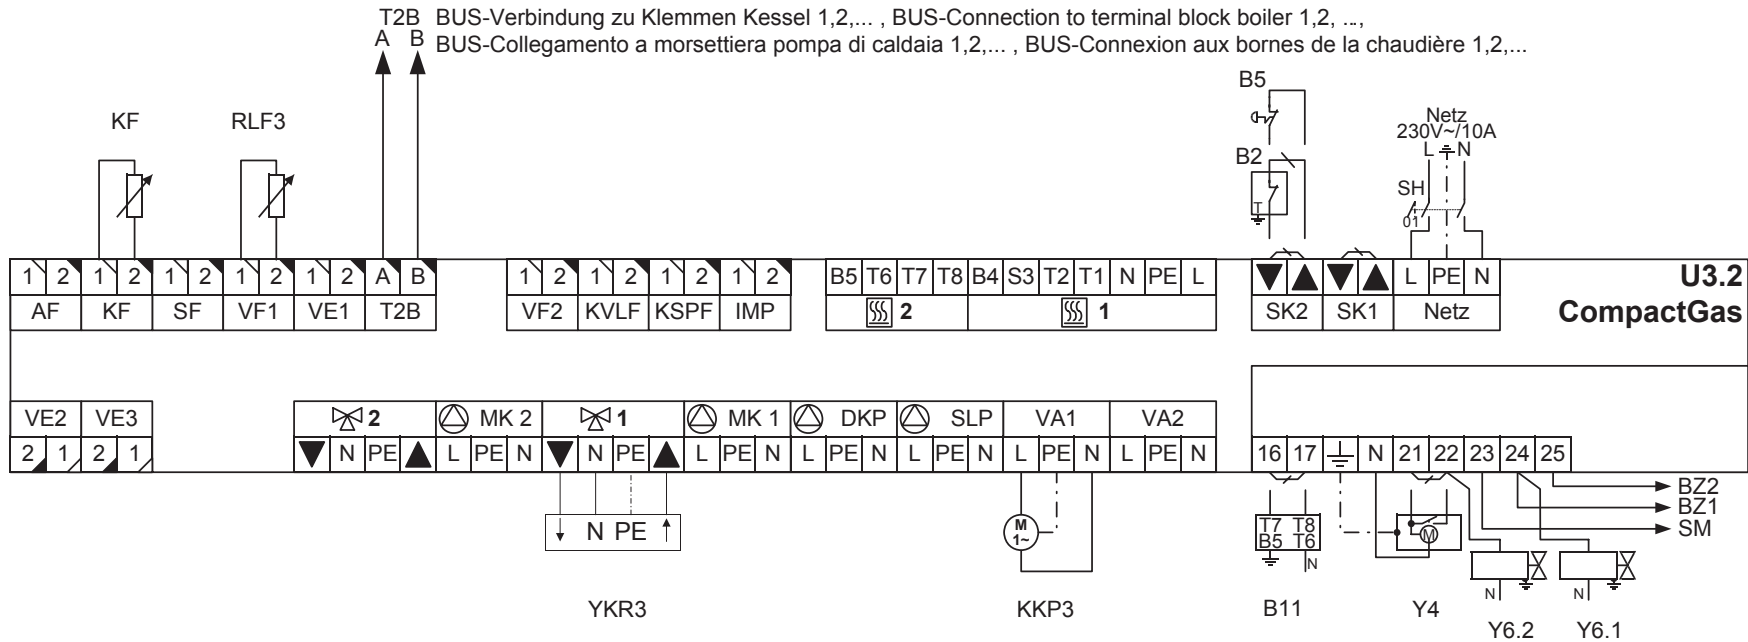 T2B BUS-Verbindung zu Klemmen Kessel 1,2,... , BUS-Connection to terminal block boiler 1,2, ...,
A B BUS-Collegamento a morsettiera pompa di caldaia 1,2,... , BUS-Connexion aux bornes de la chaudière 1,2,...
B5
KF RLF3 Netz
230V~/10A
B2 L N
SH
T 01
1 2 1 2 1 2 1 2 1 2 A B 1 2 1 2 1 2 1 2 B5 T6 T7 T8 B4 S3 T2 T1 N PE L L PE N U3.2
AF KF SF VF1 VE1 T2B VF2 KVLF KSPF IMP 2 1 SK2 SK1 Netz CompactGas
VE2 VE3 2 MK 2 1 MK 1 DKP SLP VA1 VA2
2 1 2 1 N PE L PE N N PE L PE N L PE N L PE N L PE N L PE N 16 17 N 21 22 23 24 25
BZ2
BZ1
SM
N PE M T7 T8
1~ B5 T6 M
N
N N
YKR3 KKP3 B11 Y4
Y6.2 Y6.1